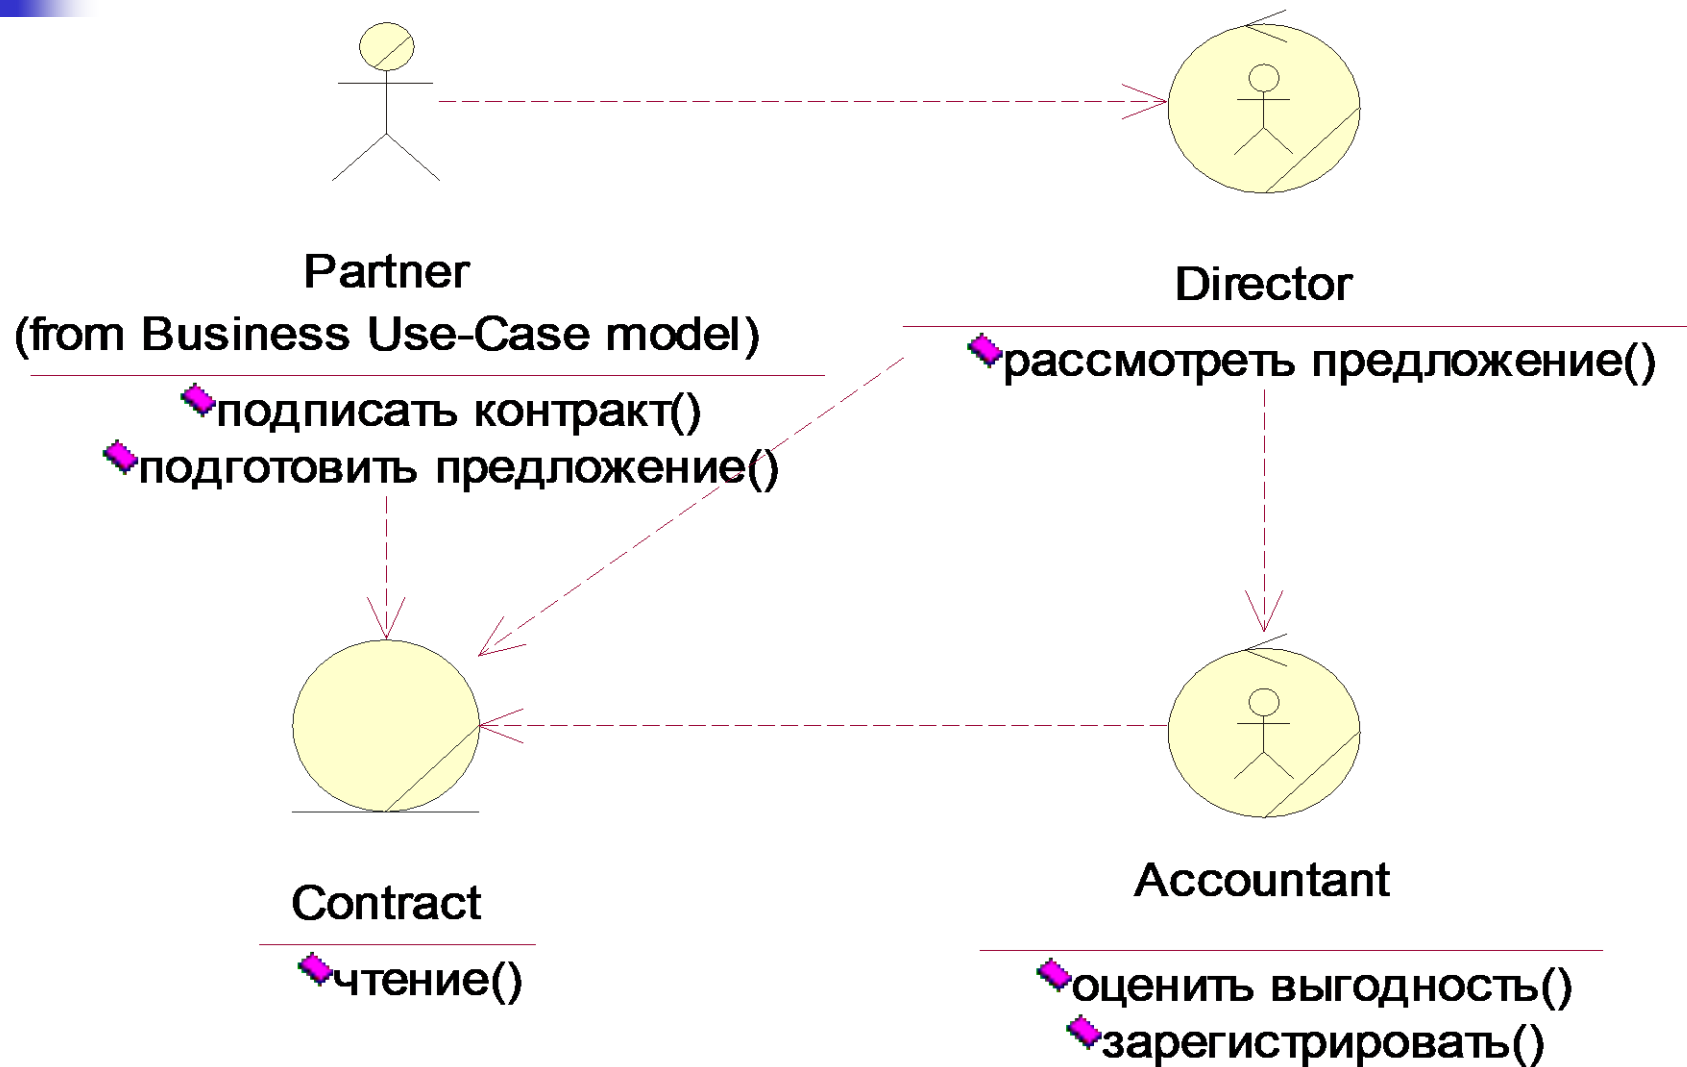 Partner
(from Business Use-Case model)
подписать контракт()
подготовить предложение()
Director
рассмотреть предложение()
Contract
чтение()
Accountant
оценить выгодность()
зарегистрировать()